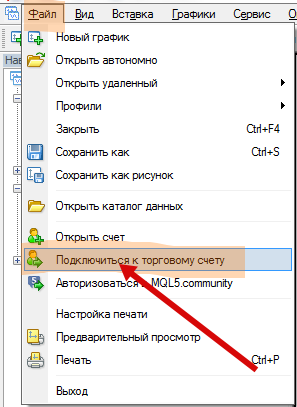 Файл Вид Вставка Графики Сервис
Нав
Новый график
Открыть автономно
Открыть удаленный
Профили
Закрыть Ctrl+F4
Сохранить как Ctrl+S
Сохранить как рисунок
Открыть каталог данных
Открыть счет
Подключиться к торговому счету
Авторизоваться MQL5.community
Настройка печати
Предварительный просмотр
Печать Ctrl+P
Выход